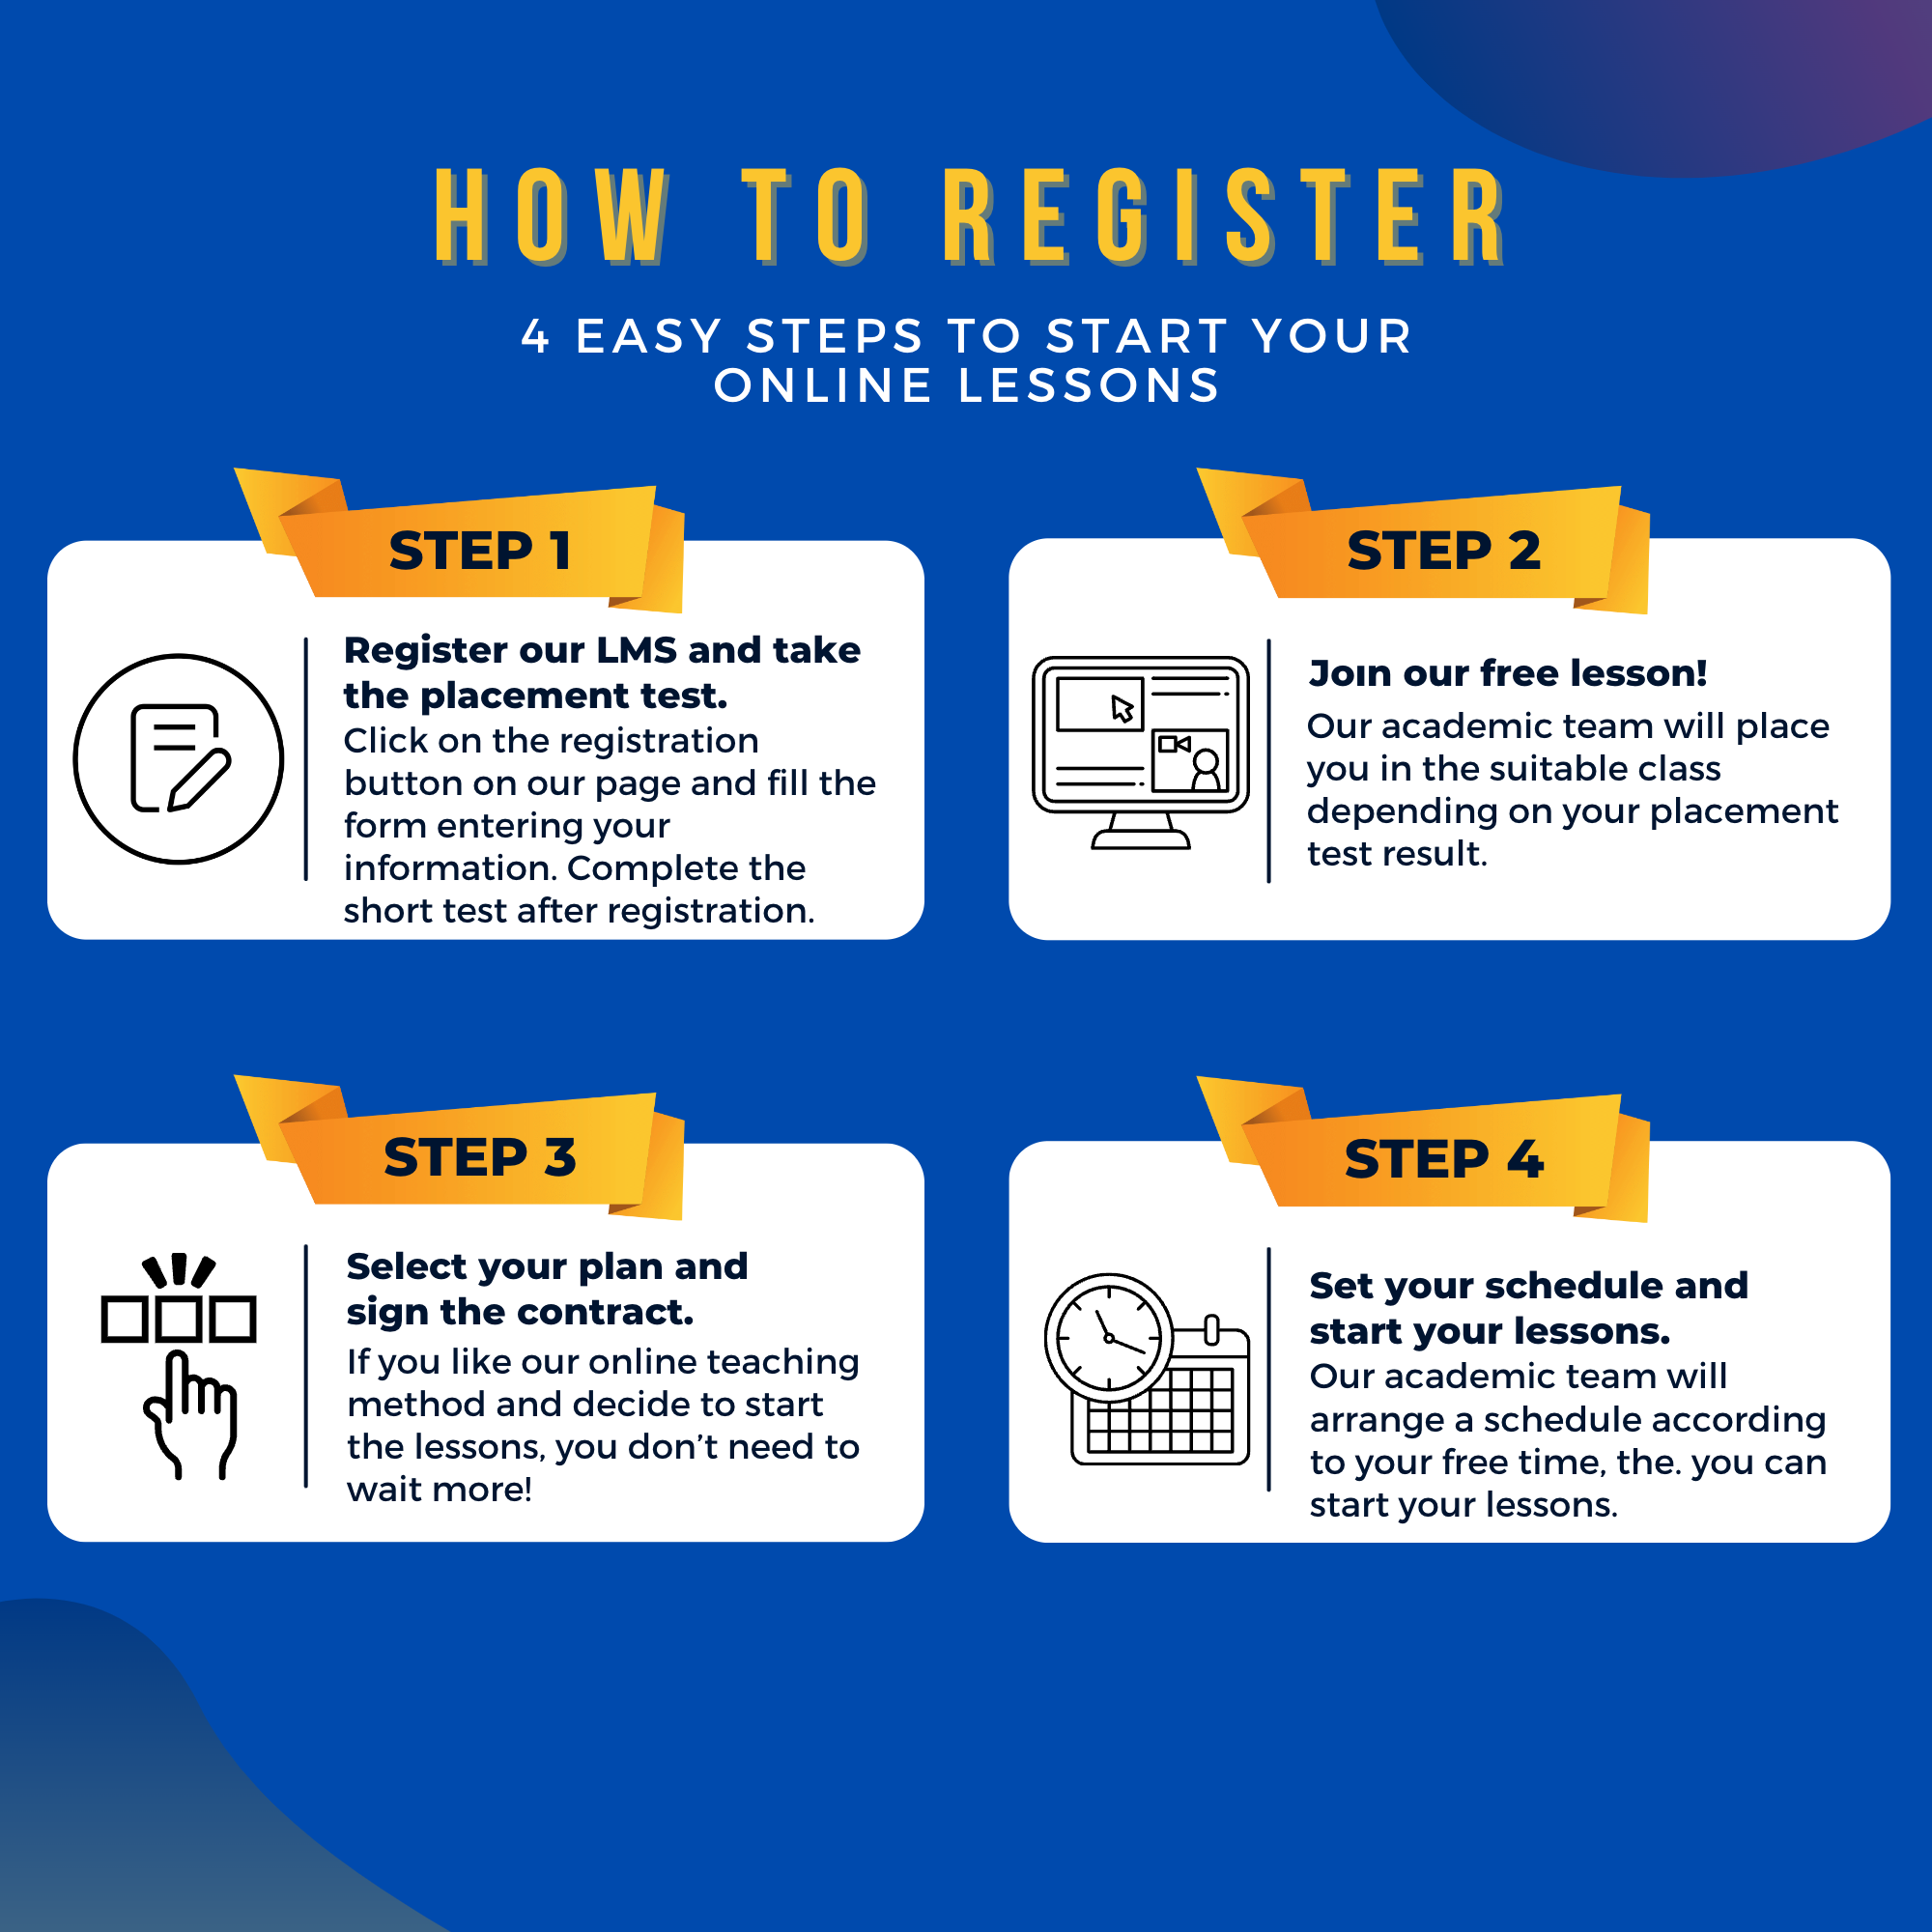 HOW TO REGISTER
4 EASY STEPS TO START YOUR
ONLINE LESSONS
STEP 1
Register our LMS and take
the placement test.
Click on the registration
button on our page and fill the
form entering your
information. Complete the
short test after registration.
STEP 2
Joın our free lesson!
Our academic team will place
you in the suitable class
depending on your placement
test result.
STEP 3
Select your plan and
sign the contract.
If you like our online teaching
method and decide to start
the lessons, you don’t need to
wait more!
STEP 4
Set your schedule and
start your lessons.
Our academic team will
arrange a schedule according
to your free time, the. you can
start your lessons.